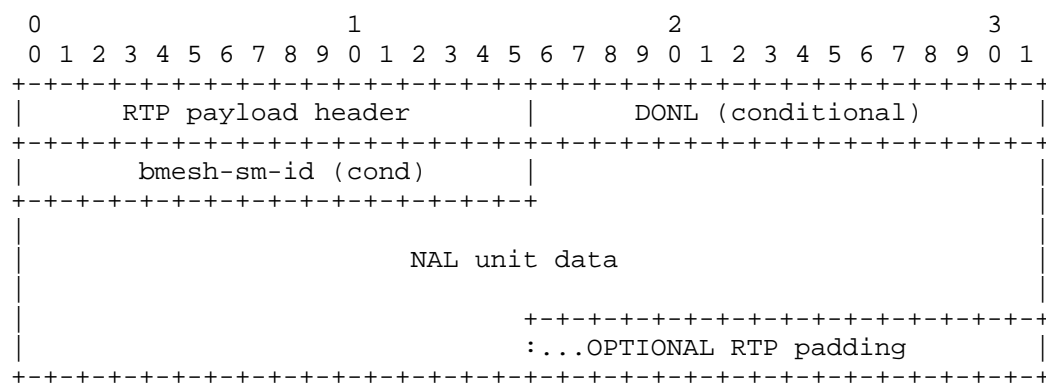 0                   1                   2                   3
 0 1 2 3 4 5 6 7 8 9 0 1 2 3 4 5 6 7 8 9 0 1 2 3 4 5 6 7 8 9 0 1
+-+-+-+-+-+-+-+-+-+-+-+-+-+-+-+-+-+-+-+-+-+-+-+-+-+-+-+-+-+-+-+-+
|      RTP payload header       |      DONL (conditional)       |
+-+-+-+-+-+-+-+-+-+-+-+-+-+-+-+-+-+-+-+-+-+-+-+-+-+-+-+-+-+-+-+-+
|       bmesh-sm-id (cond)      |                               |
+-+-+-+-+-+-+-+-+-+-+-+-+-+-+-+-+                               |
|                                                               |
|                        NAL unit data                          |
|                                                               |
|                               +-+-+-+-+-+-+-+-+-+-+-+-+-+-+-+-+
|                               :...OPTIONAL RTP padding        |
+-+-+-+-+-+-+-+-+-+-+-+-+-+-+-+-+-+-+-+-+-+-+-+-+-+-+-+-+-+-+-+-+